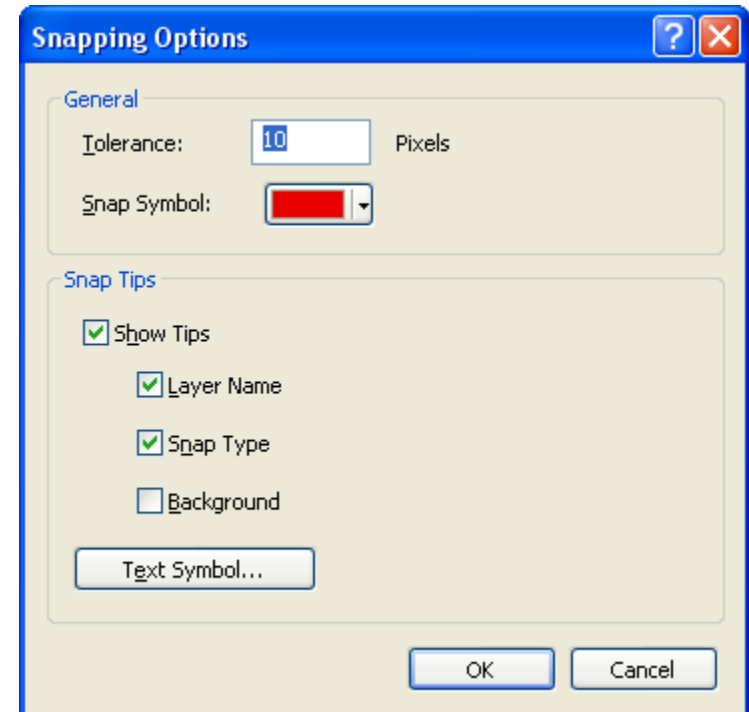 Snapping Options
General
Tolerance: 10 Pixels
Snap Symbol:
Snap Tips
Show Tips
Layer Name
Snap Type
Background
Text Symbol...
OK Cancel